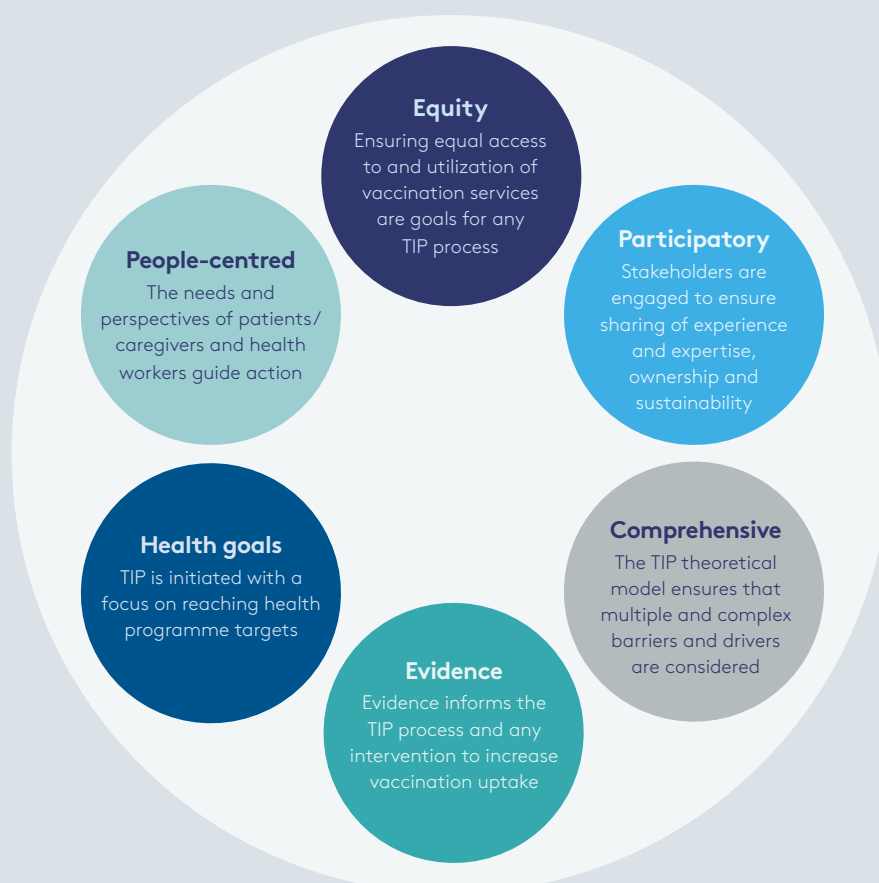 Equity
Ensuring equal access
to and utilization of
vaccination services
are goals for any
TIP process
Participatory
Stakeholders are
engaged to ensure
sharing of experience
and expertise,
ownership and
sustainability
Comprehensive
The TIP theoretical
model ensures that
multiple and complex
barriers and drivers
are considered
Evidence
Evidence informs the
TIP process and any
intervention to increase
vaccination uptake
Health goals
TIP is initiated with a
focus on reaching health
programme targets
People-centred
The needs and
perspectives of patients/
caregivers and health
workers guide action